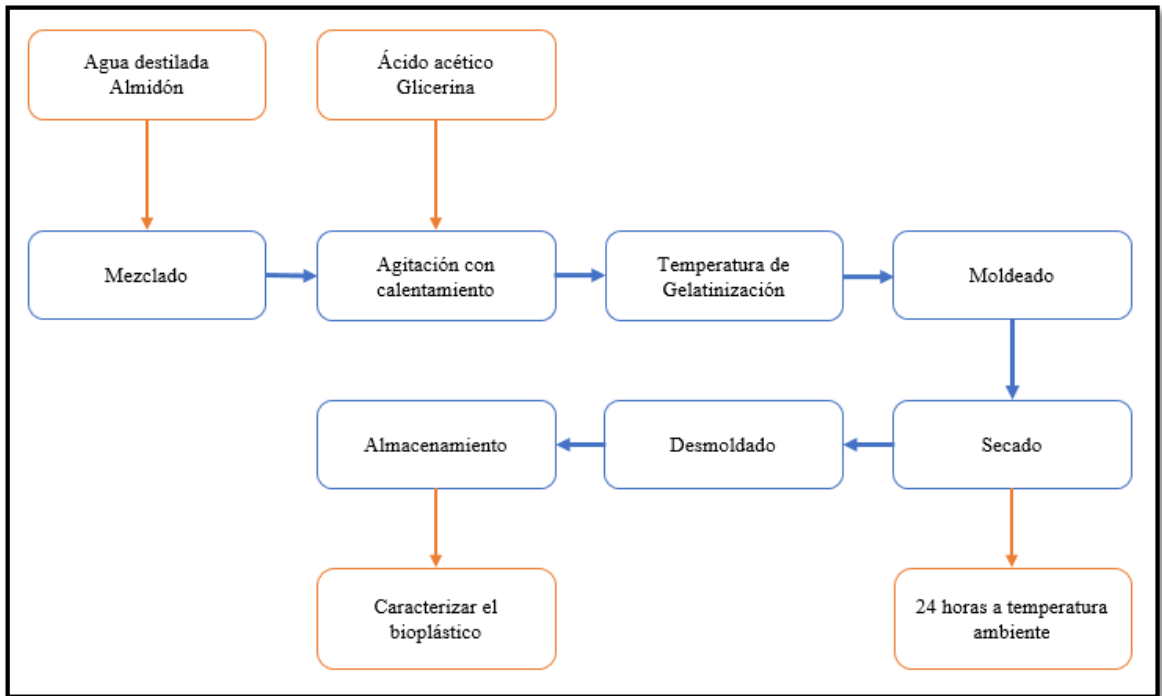 Agua destilada
Almidón
Ácido acético
Glicerina
Mezclado
Agitación con
calentamiento
Temperatura de
Gelatinización
Moldeado
Almacenamiento
Desmoldado
Secado
Caracterizar el
bioplástico
24 horas a temperatura
ambiente